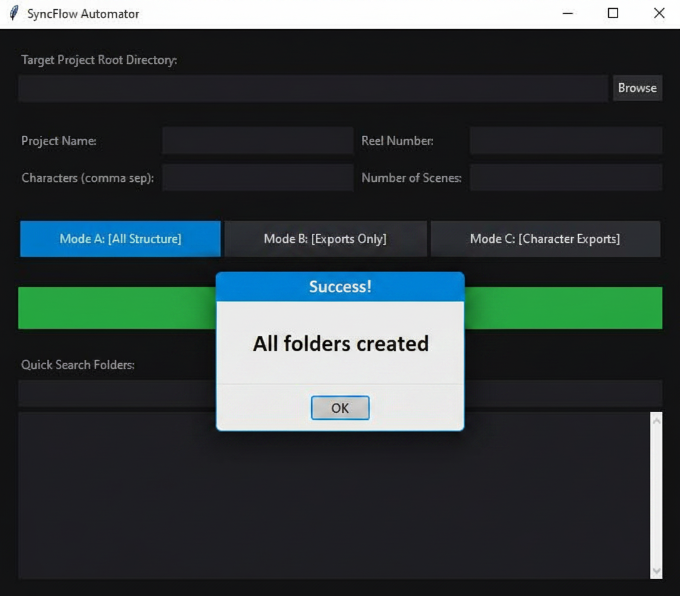 SyncFlow Automator
Target Project Root Directory:
Browse
Project Name:
Reel Number:
Characters (comma sep):
Number of Scenes:
Mode A: [All Structure]
Mode B: [Exports Only]
Mode C: [Character Exports]
Success!
All folders created
OK
Quick Search Folders: